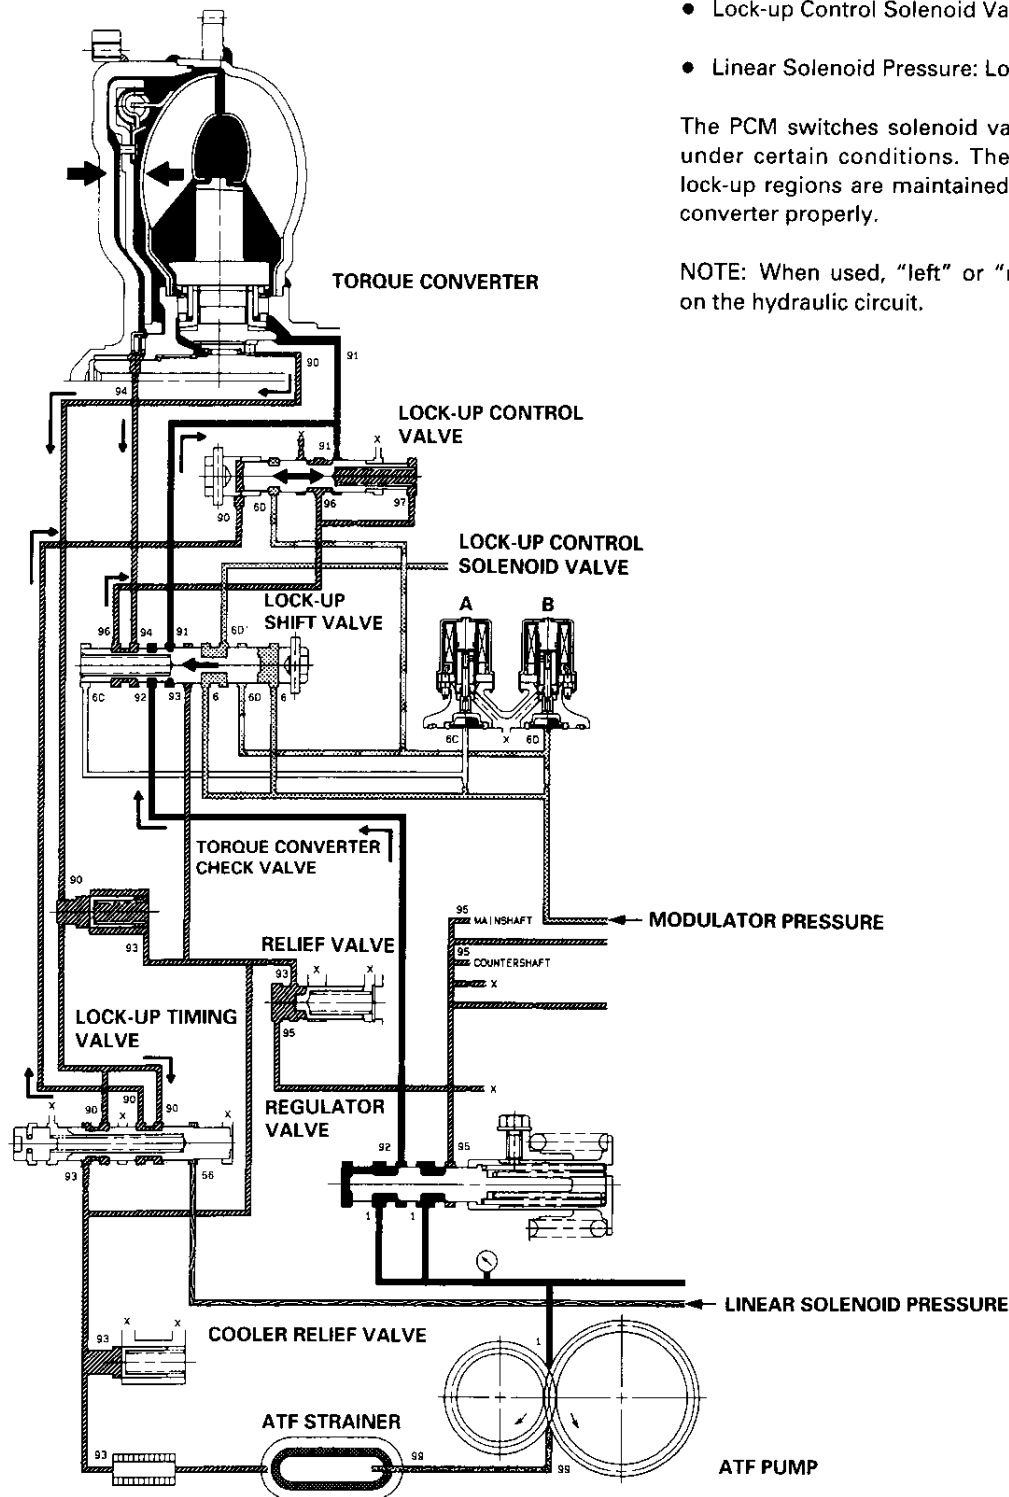 ● Lock-up Control Solenoid Va
● Linear Solenoid Pressure: Lo
The PCM switches solenoid va
under certain conditions. The
lock-up regions are maintained
converter properly.
NOTE: When used, "left" or "r
on the hydraulic circuit.
TORQUE CONVERTER
90
91
94
LOCK-UP CONTROL
VALVE
X
91
X
90
6D
96
97
LOCK-UP CONTROL
SOLENOID VALVE
LOCK-UP
SHIFT VALVE
A
B
96
94
91
6D'
6C
92
93
6
6D
6
6C
X
6D
TORQUE CONVERTER
CHECK VALVE
90
93
95
MAINSHAFT
MODULATOR PRESSURE
RELIEF VALVE
95
COUNTERSHAFT
93
X
X
X
95
LOCK-UP TIMING
VALVE
X
X
90
90
90
X
X
93
56
REGULATOR
VALVE
92
95
1
1
LINEAR SOLENOID PRESSURE
COOLER RELIEF VALVE
93
X
X
1
ATF STRAINER
93
99
99
ATF PUMP